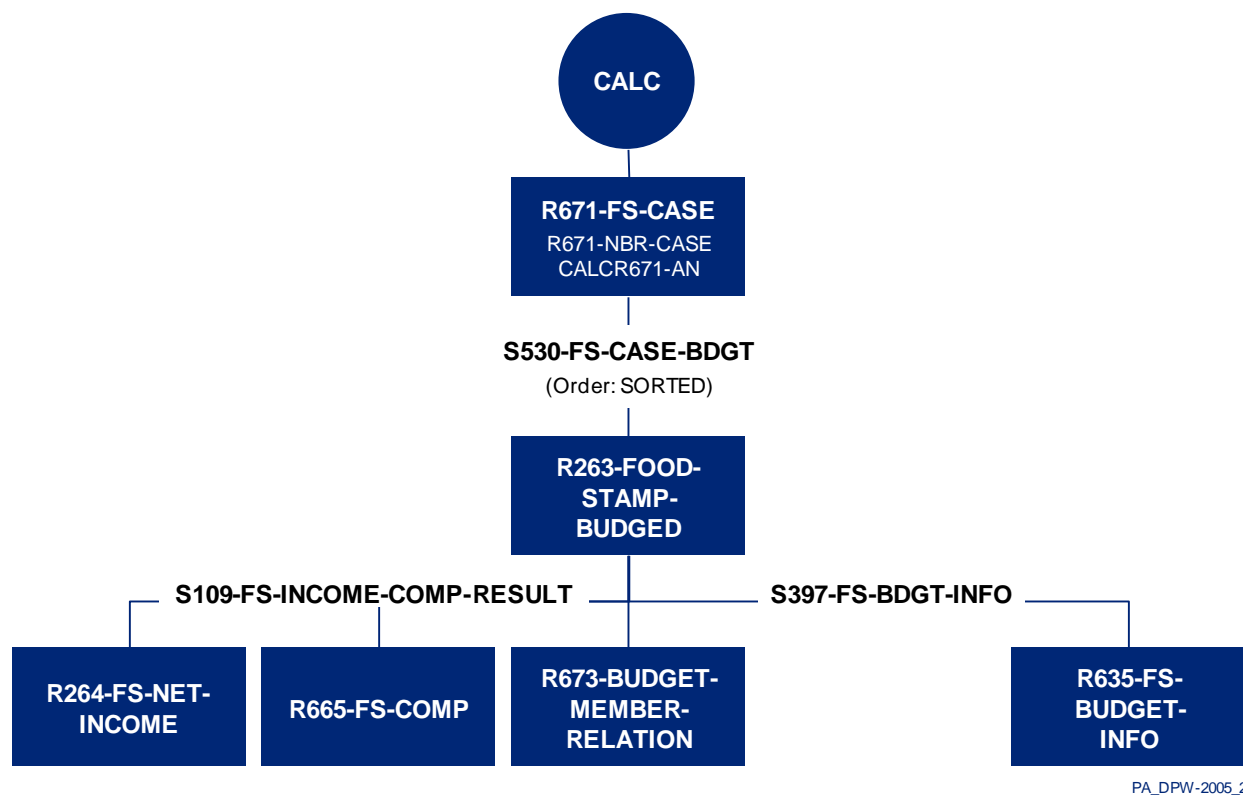 CALC
R671-FS-CASE
R671-NBR-CASE
CALCR671-AN
S530-FS-CASE-BDGT
(Order: SORTED)
R263-FOOD-
STAMP-
BUDGED
S109-FS-INCOME-COMP-RESULT
S397-FS-BDGT-INFO
R264-FS-NET-
INCOME
R665-FS-COMP
R673-BUDGET-
MEMBER-
RELATION
R635-FS-
BUDGET-
INFO
PA_DPW-2005_2